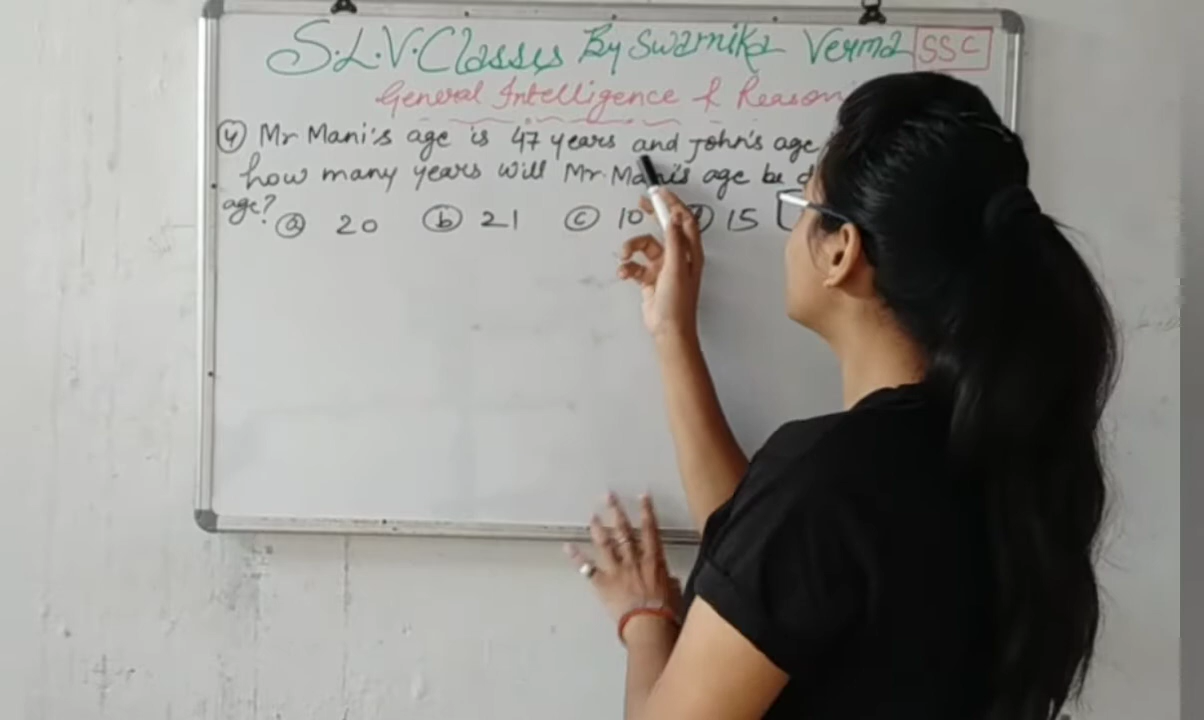 S.L.V. Classes By Swarnika Verma SSC
General Intelligence & Reasoni
(4) Mr Mani's age is 47 years and John's age
how many years will Mr. Mani's age be d
age? (a) 20 (b) 21 (c) 10 (d) 15